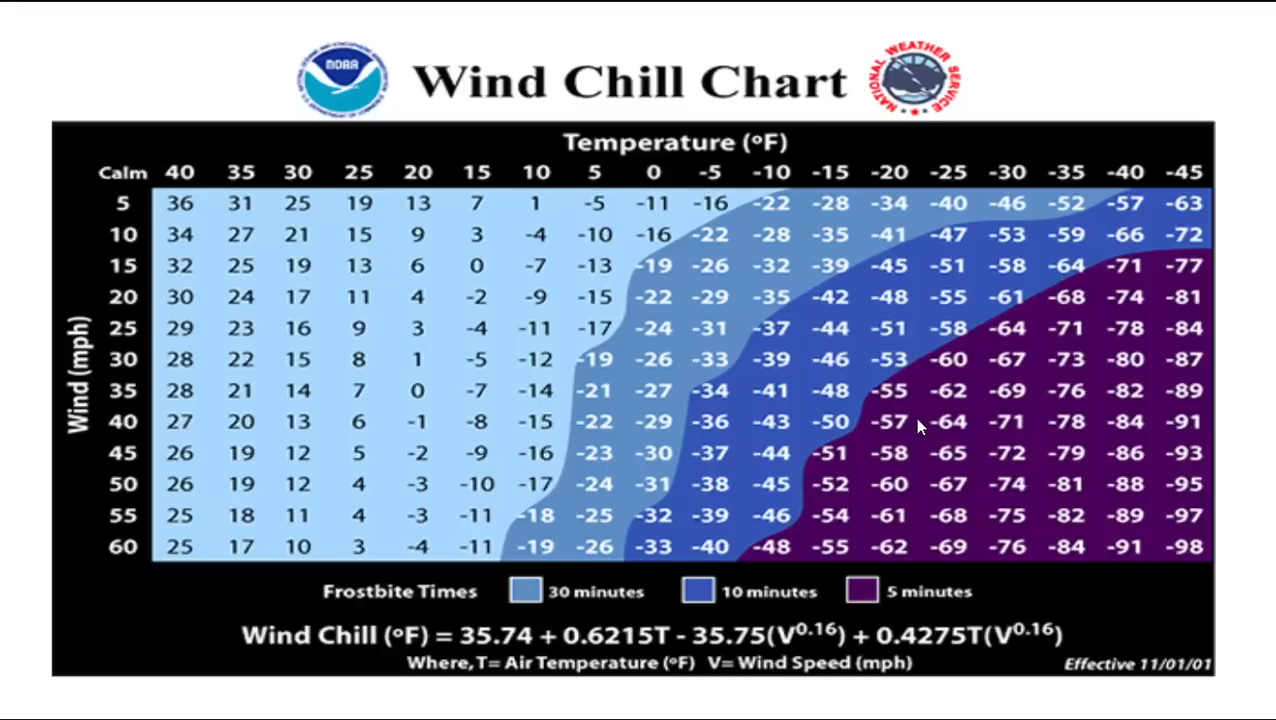 NOAA
Wind Chill Chart
NATIONAL WEATHER SERVICE
Temperature (ºF)
Calm 40 35 30 25 20 15 10 5 0 -5 -10 -15 -20 -25 -30 -35 -40 -45
5 36 31 25 19 13 7 1 -5 -11 -16 -22 -28 -34 -40 -46 -52 -57 -63
10 34 27 21 15 9 3 -4 -10 -16 -22 -28 -35 -41 -47 -53 -59 -66 -72
15 32 25 19 13 6 0 -7 -13 -19 -26 -32 -39 -45 -51 -58 -64 -71 -77
20 30 24 17 11 4 -2 -9 -15 -22 -29 -35 -42 -48 -55 -61 -68 -74 -81
25 29 23 16 9 3 -4 -11 -17 -24 -31 -37 -44 -51 -58 -64 -71 -78 -84
30 28 22 15 8 1 -5 -12 -19 -26 -33 -39 -46 -53 -60 -67 -73 -80 -87
35 28 21 14 7 0 -7 -14 -21 -27 -34 -41 -48 -55 -62 -69 -76 -82 -89
40 27 20 13 6 -1 -8 -15 -22 -29 -36 -43 -50 -57 -64 -71 -78 -84 -91
45 26 19 12 5 -2 -9 -16 -23 -30 -37 -44 -51 -58 -65 -72 -79 -86 -93
50 26 19 12 4 -3 -10 -17 -24 -31 -38 -45 -52 -60 -67 -74 -81 -88 -95
55 25 18 11 4 -3 -11 -18 -25 -32 -39 -46 -54 -61 -68 -75 -82 -89 -97
60 25 17 10 3 -4 -11 -19 -26 -33 -40 -48 -55 -62 -69 -76 -84 -91 -98
Wind (mph)
Frostbite Times 30 minutes 10 minutes 5 minutes
Wind Chill (ºF) = 35.74 + 0.6215T - 35.75(V^0.16) + 0.4275T(V^0.16)
Where, T= Air Temperature (ºF) V= Wind Speed (mph)
Effective 11/01/01